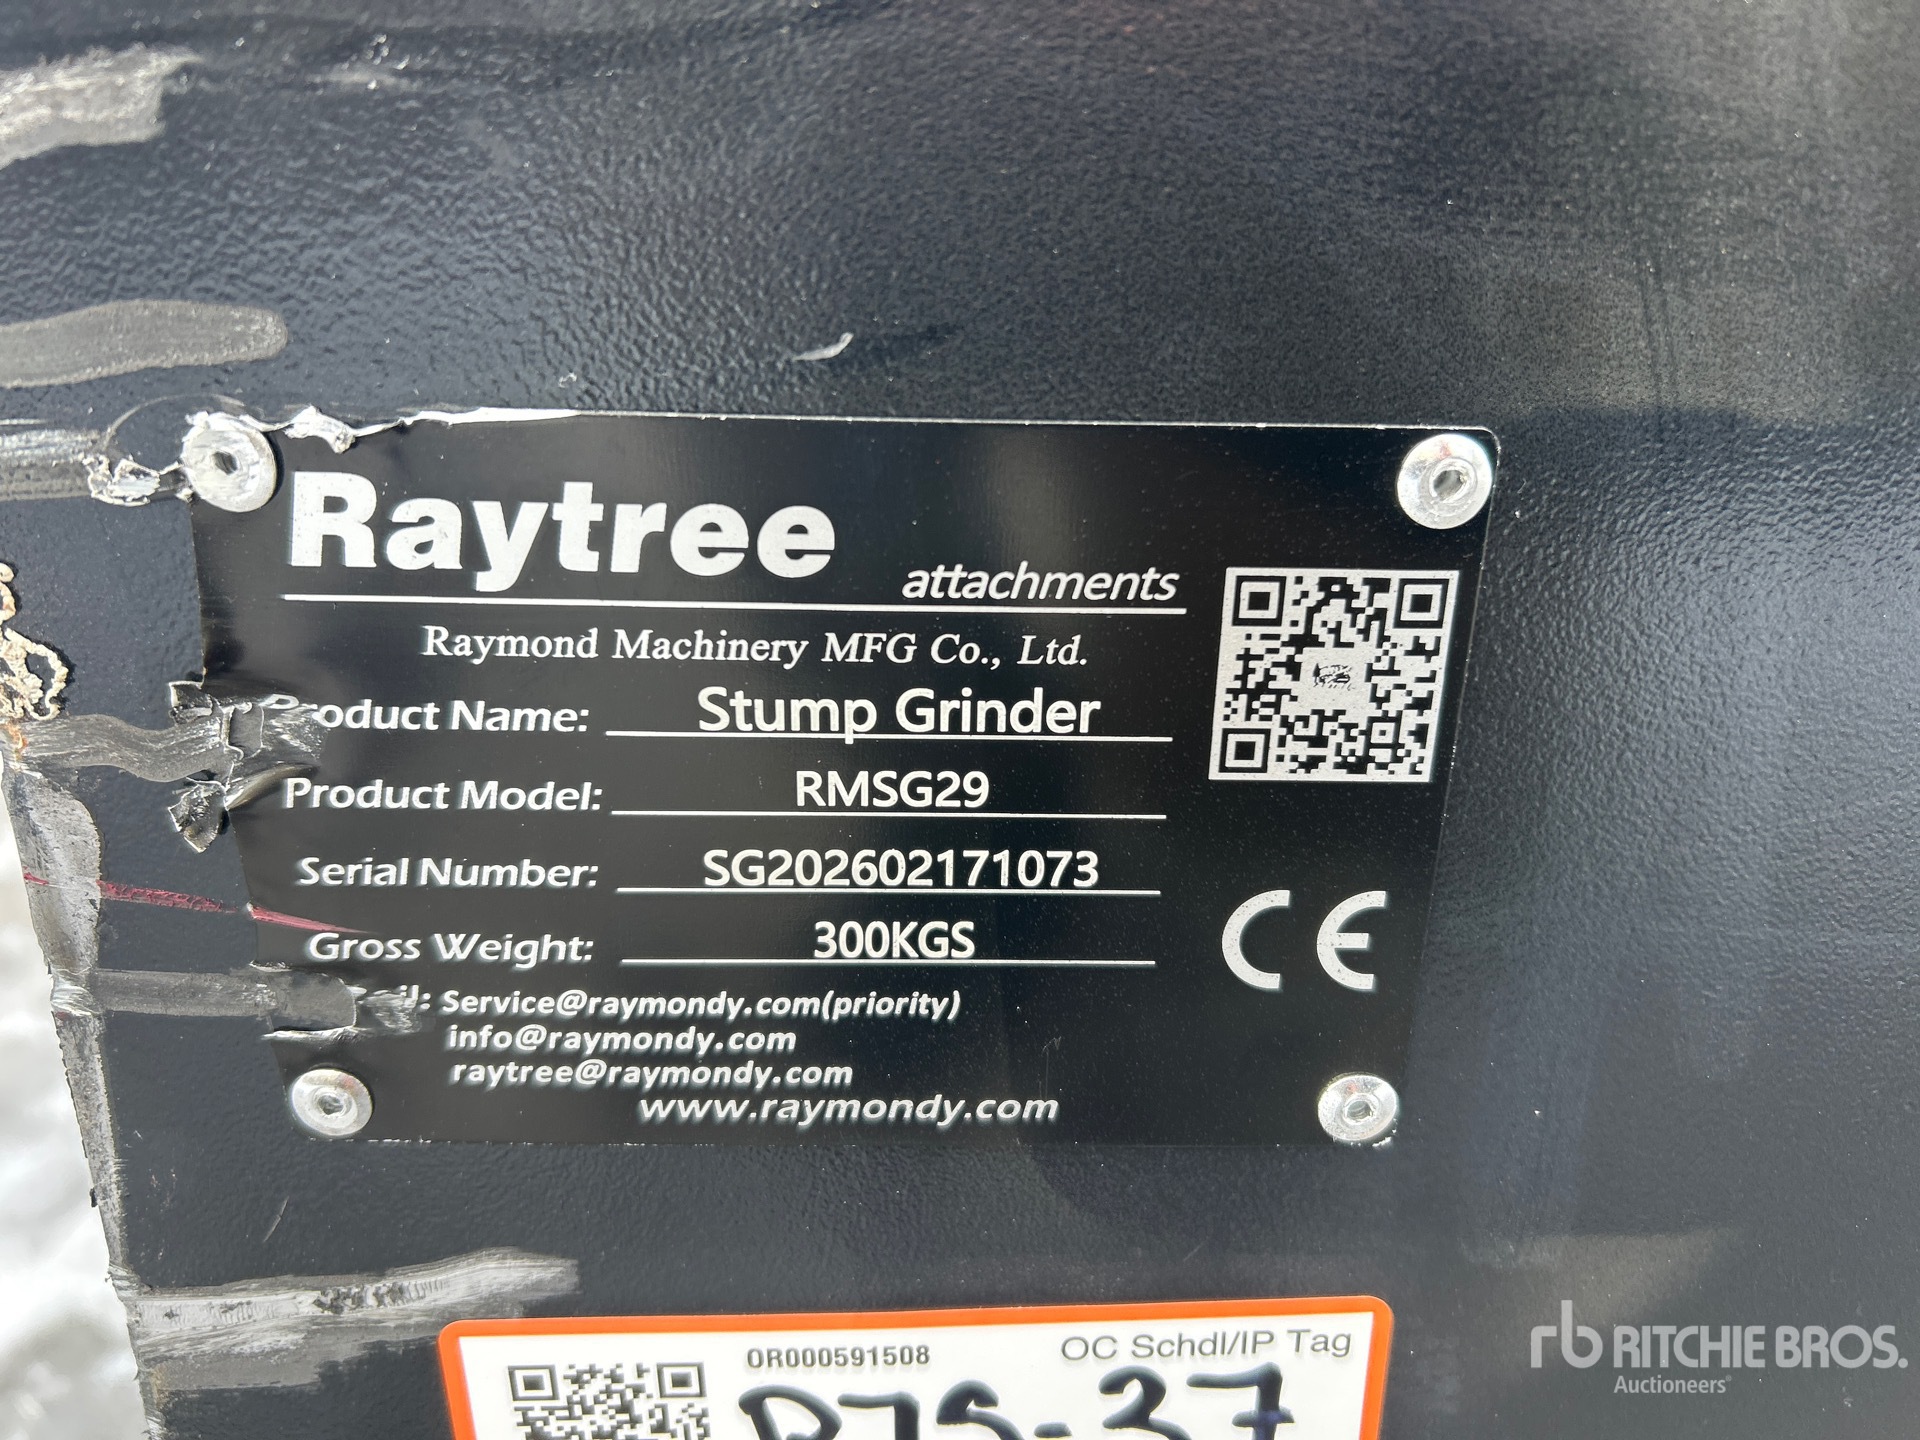 Raytree
attachments
Raymond Machinery MFG Co., Ltd.
Product Name: Stump Grinder
Product Model: RMSG29
Serial Number: SG202602171073
Gross Weight: 300KGS
Service@raymondy.com(priority)
info@raymondy.com
raytree@raymondy.com
www.raymondy.com
CE
OR000591508 OC Schdl/IP Tag
rb RITCHIE BROS.
Auctioneers